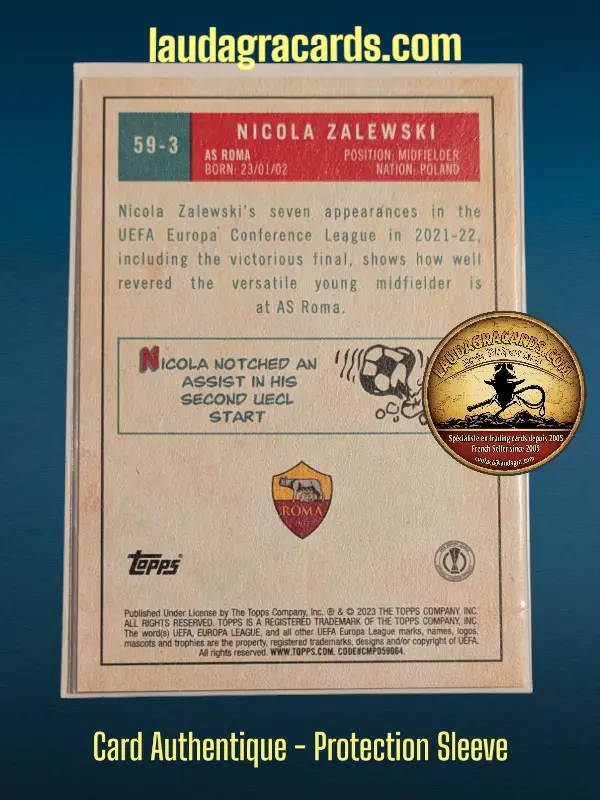 laudagracards.com
59-3
NICOLA ZALEWSKI
AS ROMA
POSITION: MIDFIELDER
BORN: 23/01/02
NATION: POLAND
Nicola Zalewski's seven appearances in the
UEFA Europa Conference League in 2021-22,
including the victorious final, shows how well
revered the versatile young midfielder is
at AS Roma.
NICOLA NOTCHED AN
ASSIST IN HIS
SECOND UECL
START
LAUDAGRACARDS.COM
Spécialiste en trading cards depuis 2005
French Seller since 2005
ROMA
TOPPS®
Published Under License by The Topps Company, Inc. ® & © 2023 THE TOPPS COMPANY, INC.
ALL RIGHTS RESERVED. TOPPS IS A REGISTERED TRADEMARK OF THE TOPPS COMPANY, INC.
The word(s) UEFA, EUROPA LEAGUE, and all other UEFA Europa League marks, names, logos,
mascots and trophies are the property, registered trademarks, designs and/or copyright of UEFA.
All rights reserved. WWW.TOPPS.COM. CODE#CMP059064.
Card Authentique - Protection Sleeve